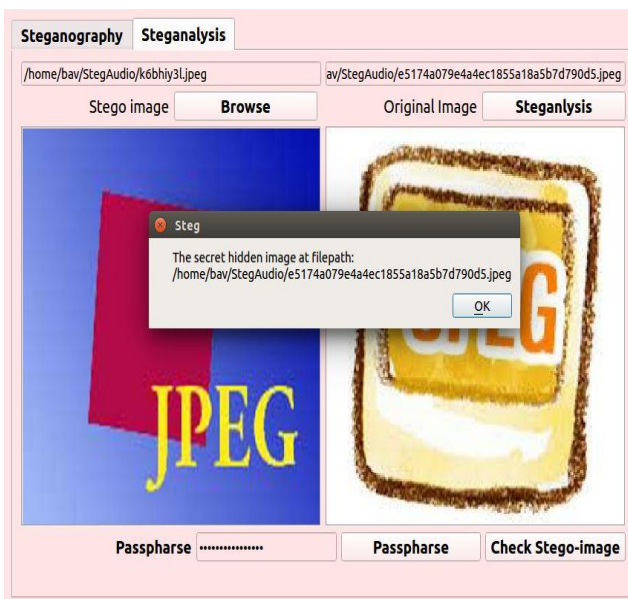 Steganography Steganalysis
/home/bav/StegAudio/k6bhiy3l.jpeg av/StegAudio/e5174a079e4a4ec1855a18a5b7d790d5.jpeg
Stego image Browse Original Image Steganlysis
Steg
The secret hidden image at filepath:
/home/bav/StegAudio/e5174a079e4a4ec1855a18a5b7d790d5.jpeg
OK
JPEG
Passpharse •••••••••••••••• Passpharse Check Stego-image